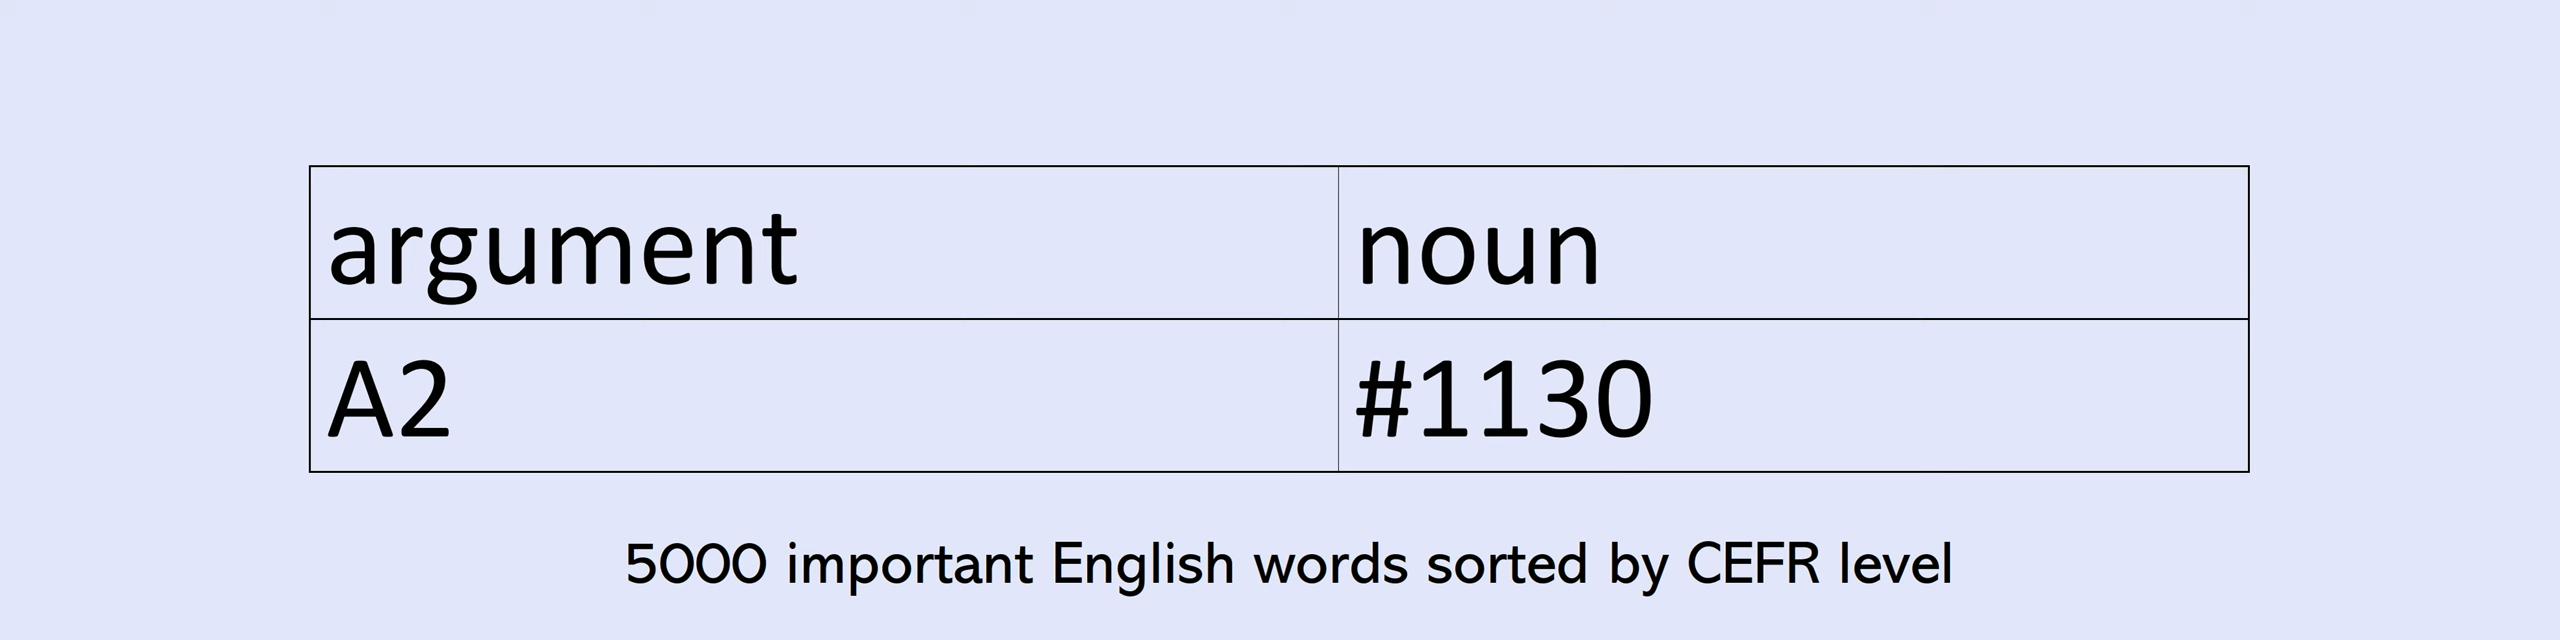 argument noun
A2 #1130
5000 important English words sorted by CEFR level